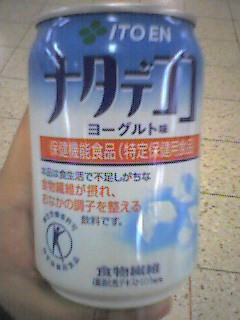 ITO EN
ナタデココ
ヨーグルト味
保健機能食品(特定保健用食品)
本品は食生活で不足しがちな
食物繊維が摂れ、
おなかの調子を整える
飲料です。
食物繊維